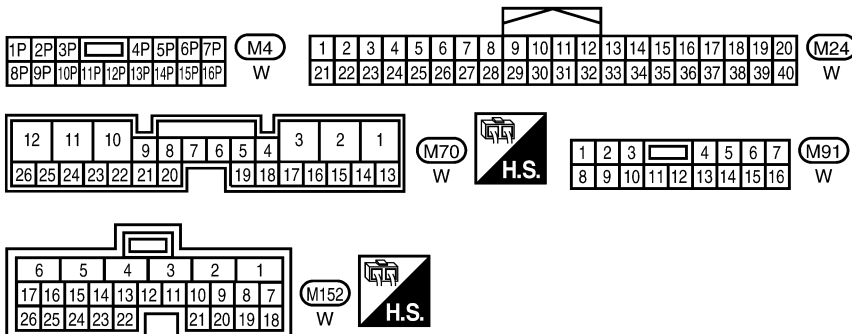 1P 2P 3P 4P 5P 6P 7P M4
8P 9P 10P 11P 12P 13P 14P 15P 16P W
1 2 3 4 5 6 7 8 9 10 11 12 13 14 15 16 17 18 19 20 M24
21 22 23 24 25 26 27 28 29 30 31 32 33 34 35 36 37 38 39 40 W
12 11 10 9 8 7 6 5 4 3 2 1 M70
26 25 24 23 22 21 20 19 18 17 16 15 14 13 W
H.S.
1 2 3 4 5 6 7 M91
8 9 10 11 12 13 14 15 16 W
6 5 4 3 2 1
17 16 15 14 13 12 11 10 9 8 7 M152
26 25 24 23 22 21 20 19 18 W
H.S.